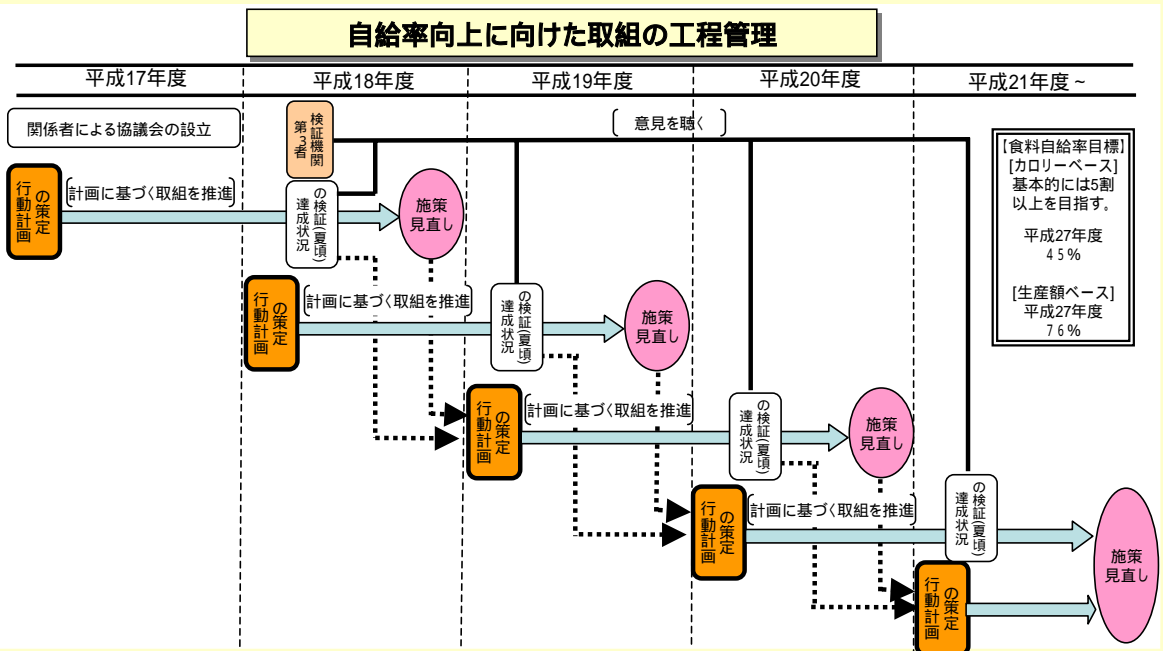 自給率向上に向けた取組の工程管理
平成17年度
平成18年度
平成19年度
平成20年度
平成21年度~
関係者による協議会の設立
第3者
検証機関
意見を聴く
【食料自給率目標】
[カロリーベース]
基本的には5割
以上を目指す。
平成27年度
45%
[生産額ベース]
平成27年度
76%
行動計画
の策定
計画に基づく取組を推進
達成状況
の検証(夏頃)
施策
見直し
行動計画
の策定
計画に基づく取組を推進
達成状況
の検証(夏頃)
施策
見直し
行動計画
の策定
計画に基づく取組を推進
達成状況
の検証(夏頃)
施策
見直し
行動計画
の策定
計画に基づく取組を推進
達成状況
の検証(夏頃)
施策
見直し
行動計画
の策定